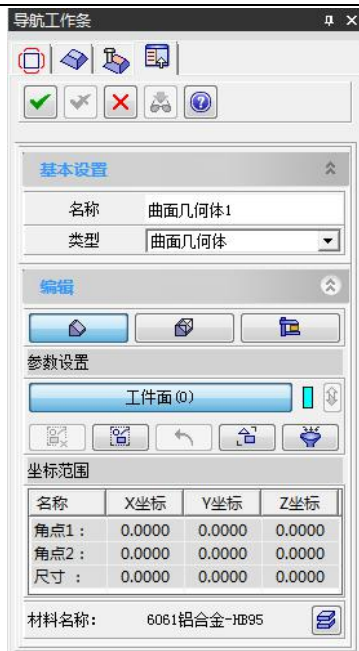 导航工作条
基本设置
名称 曲面几何体1
类型 曲面几何体
编辑
参数设置
工件面(0)
坐标范围
名称 X坐标 Y坐标 Z坐标
角点1： 0.0000 0.0000 0.0000
角点2： 0.0000 0.0000 0.0000
尺寸 ： 0.0000 0.0000 0.0000
材料名称： 6061铝合金-HB95